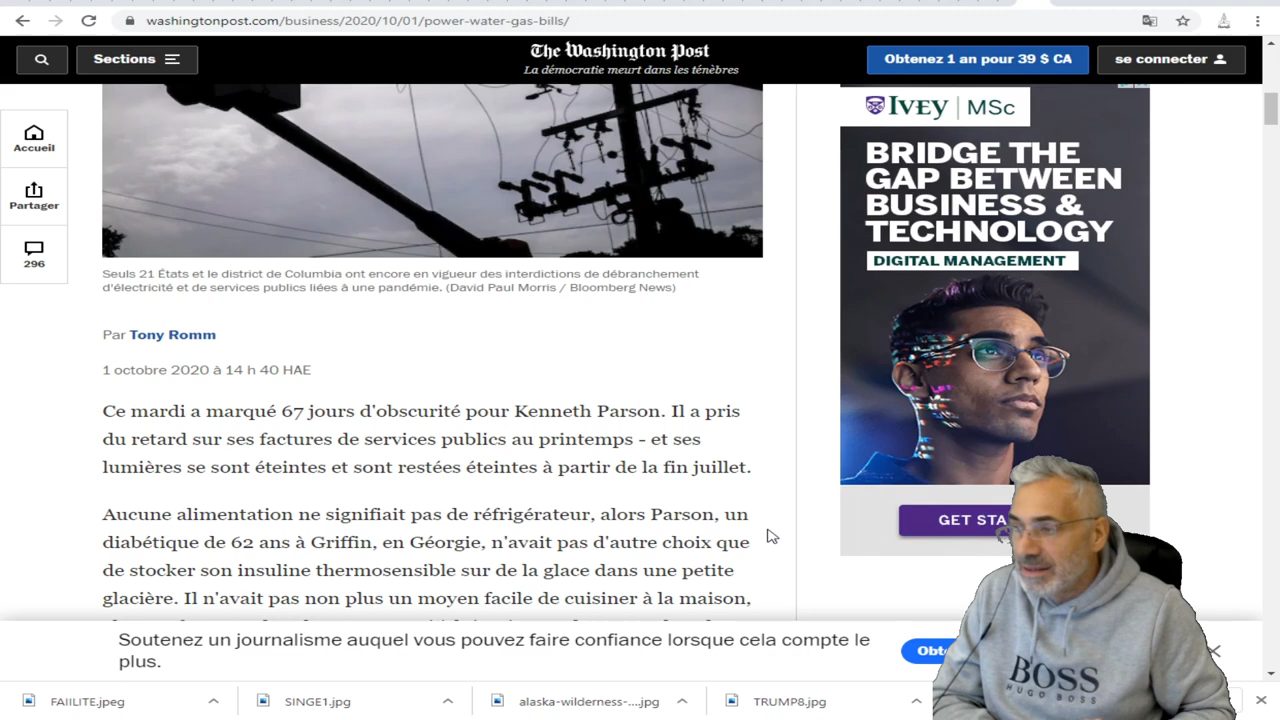 washingtonpost.com/business/2020/10/01/power-water-gas-bills/
Sections
The Washington Post
La démocratie meurt dans les ténèbres
Obtenez 1 an pour 39 $ CA
se connecter
Accueil
Partager
296
IVEY | MSc
BRIDGE THE
GAP BETWEEN
BUSINESS &
TECHNOLOGY
DIGITAL MANAGEMENT
GET STA
Seuls 21 États et le district de Columbia ont encore en vigueur des interdictions de débranchement
d'électricité et de services publics liées à une pandémie. (David Paul Morris / Bloomberg News)
Par Tony Romm
1 octobre 2020 à 14 h 40 HAE
Ce mardi a marqué 67 jours d'obscurité pour Kenneth Parson. Il a pris
du retard sur ses factures de services publics au printemps - et ses
lumières se sont éteintes et sont restées éteintes à partir de la fin juillet.
Aucune alimentation ne signifiait pas de réfrigérateur, alors Parson, un
diabétique de 62 ans à Griffin, en Géorgie, n'avait pas d'autre choix que
de stocker son insuline thermosensible sur de la glace dans une petite
glacière. Il n'avait pas non plus un moyen facile de cuisiner à la maison,
Soutenez un journalisme auquel vous pouvez faire confiance lorsque cela compte le
plus.
Obte
BOSS
HUGO BOSS
FAIILITE.jpeg
SINGE1.jpg
alaska-wilderness-....jpg
TRUMP8.jpg